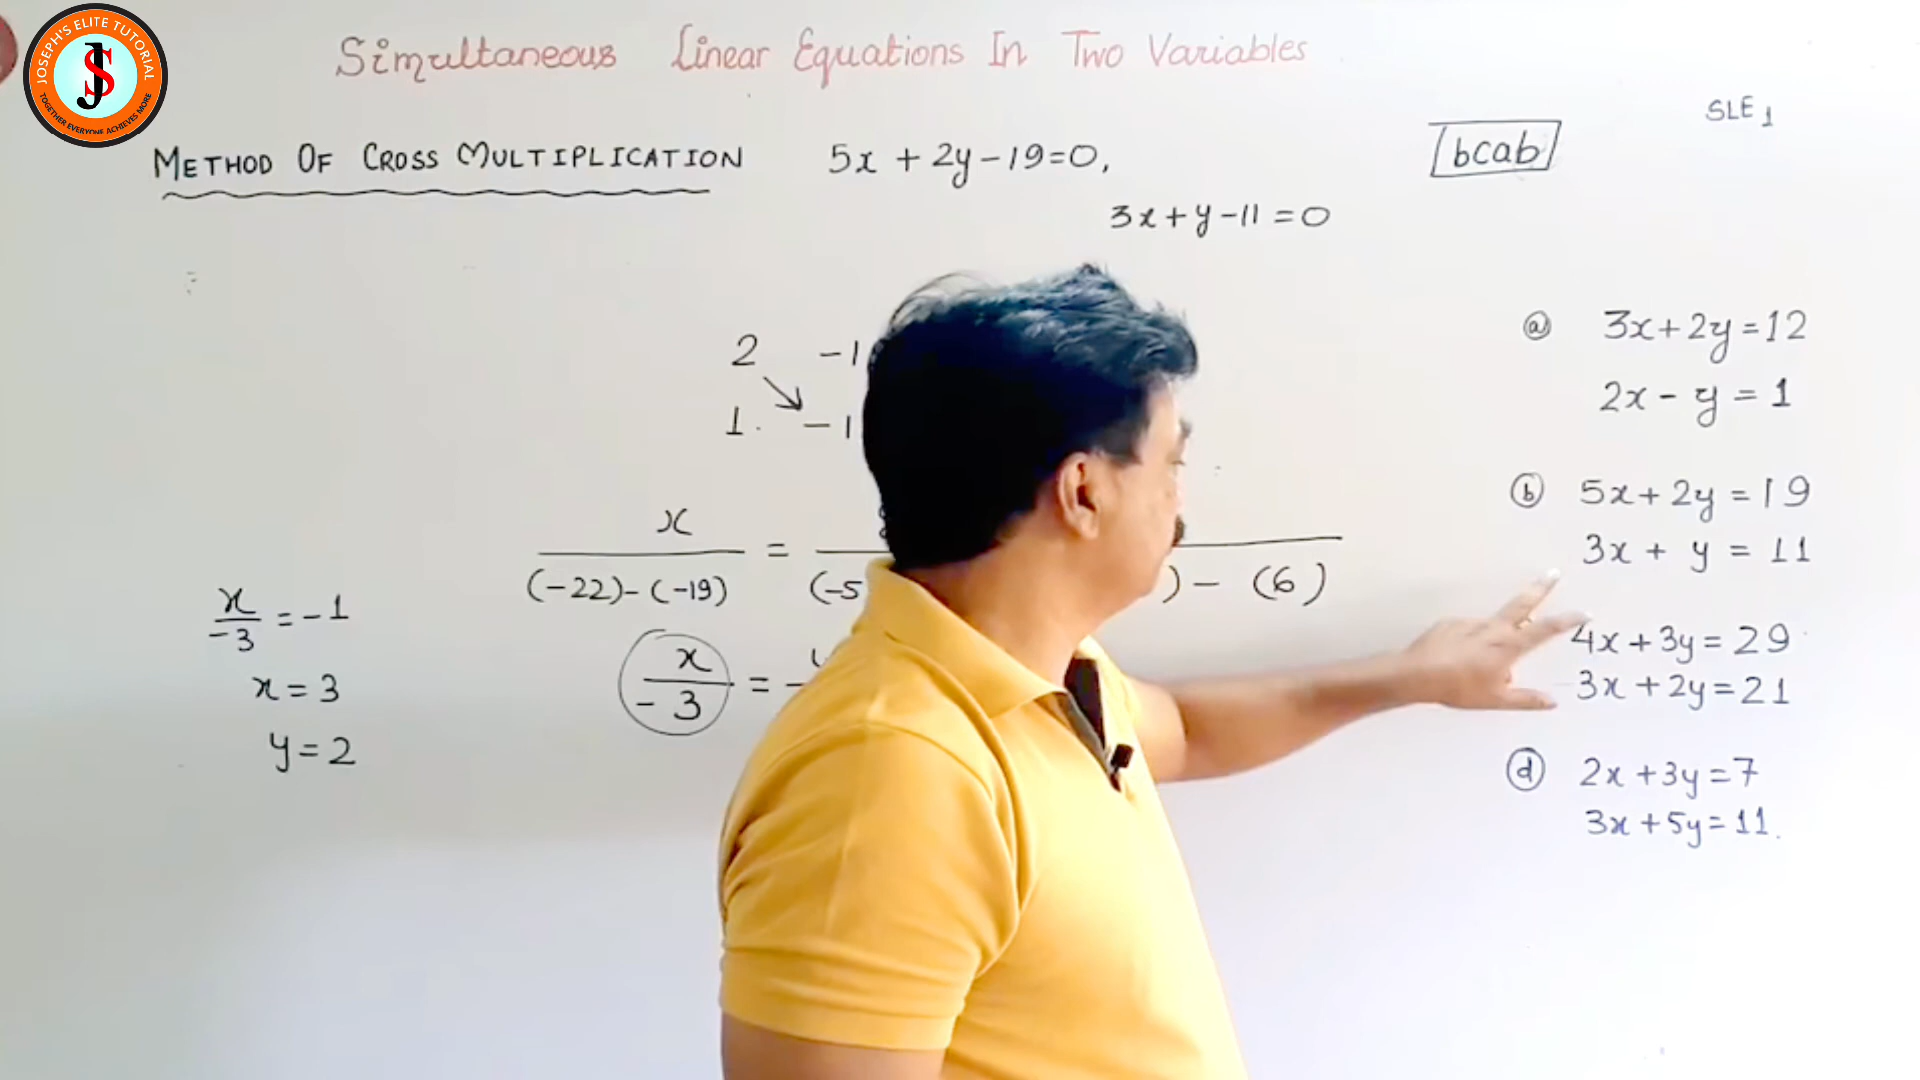 JOSEPH'S ELITE TUTORIAL
JS
TOGETHER EVERYONE ACHIEVES MORE
Simultaneous Linear Equations In Two Variables
SLE 1
METHOD OF CROSS MULTIPLICATION 5x + 2y - 19 = 0,
bcab
3x + y - 11 = 0
2 -1
1. -1
x
= 
(-22) - (-19) (-5 ) - (6)
x/-3 = -1
x = 3
y = 2
x/-3 = -
ⓐ 3x + 2y = 12
2x - y = 1
ⓑ 5x + 2y = 19
3x + y = 11
4x + 3y = 29
3x + 2y = 21
ⓓ 2x + 3y = 7
3x + 5y = 11.